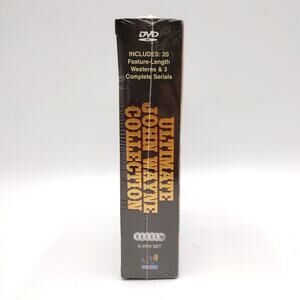 DVD
INCLUDES: 20
Feature-Length
Westerns & 3
Complete Serials
ULTIMATE
JOHN WAYNE
COLLECTION
6-DVD SET